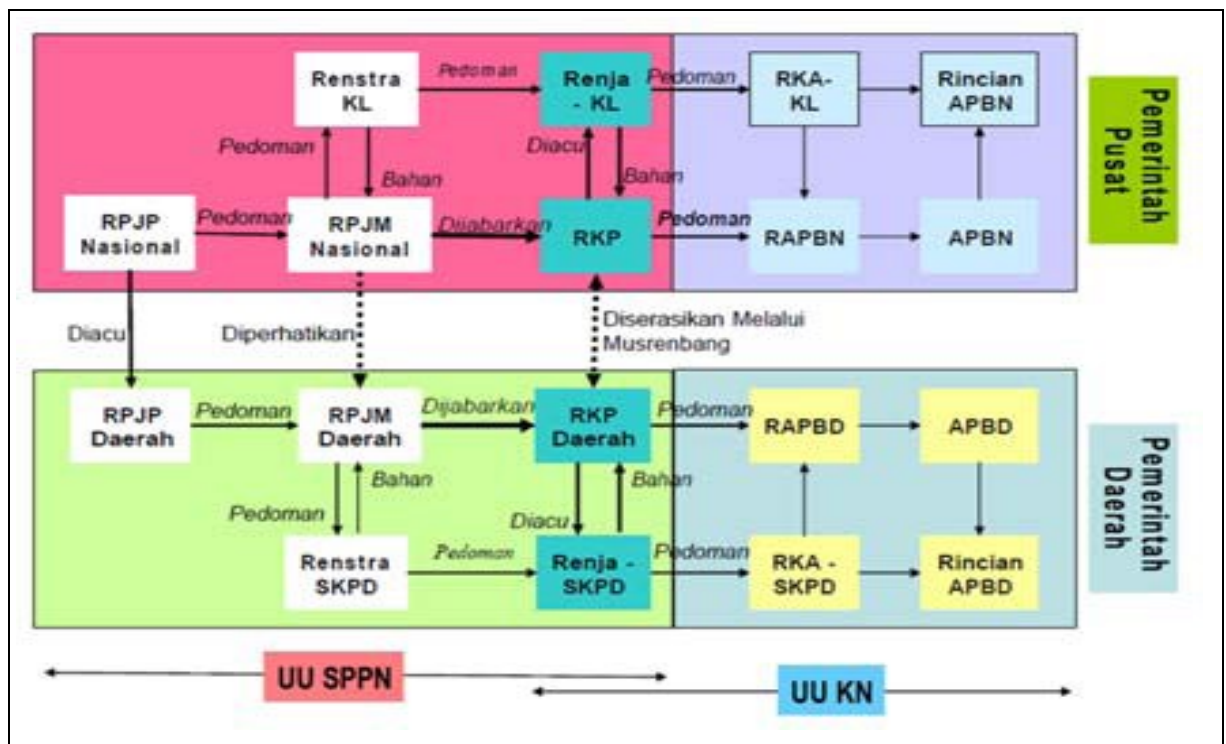 Renstra
KL
Pedoman
Renja
- KL
Pedoman
RKA-
KL
Rincian
APBN
Pemerintah
Pusat
Pedoman
Bahan
Diacu
Bahan
RPJP
Nasional
Pedoman
RPJM
Nasional
Dijabarkan
RKP
Pedoman
RAPBN
APBN
Diacu
Diperhatikan
Diserasikan Melalui
Musrenbang
RPJP
Daerah
Pedoman
RPJM
Daerah
Dijabarkan
RKP
Daerah
Pedoman
RAPBD
APBD
Pemerintah
Daerah
Bahan
Pedoman
Bahan
Diacu
Renstra
SKPD
Pedoman
Renja -
SKPD
Pedoman
RKA -
SKPD
Rincian
APBD
UU SPPN
UU KN